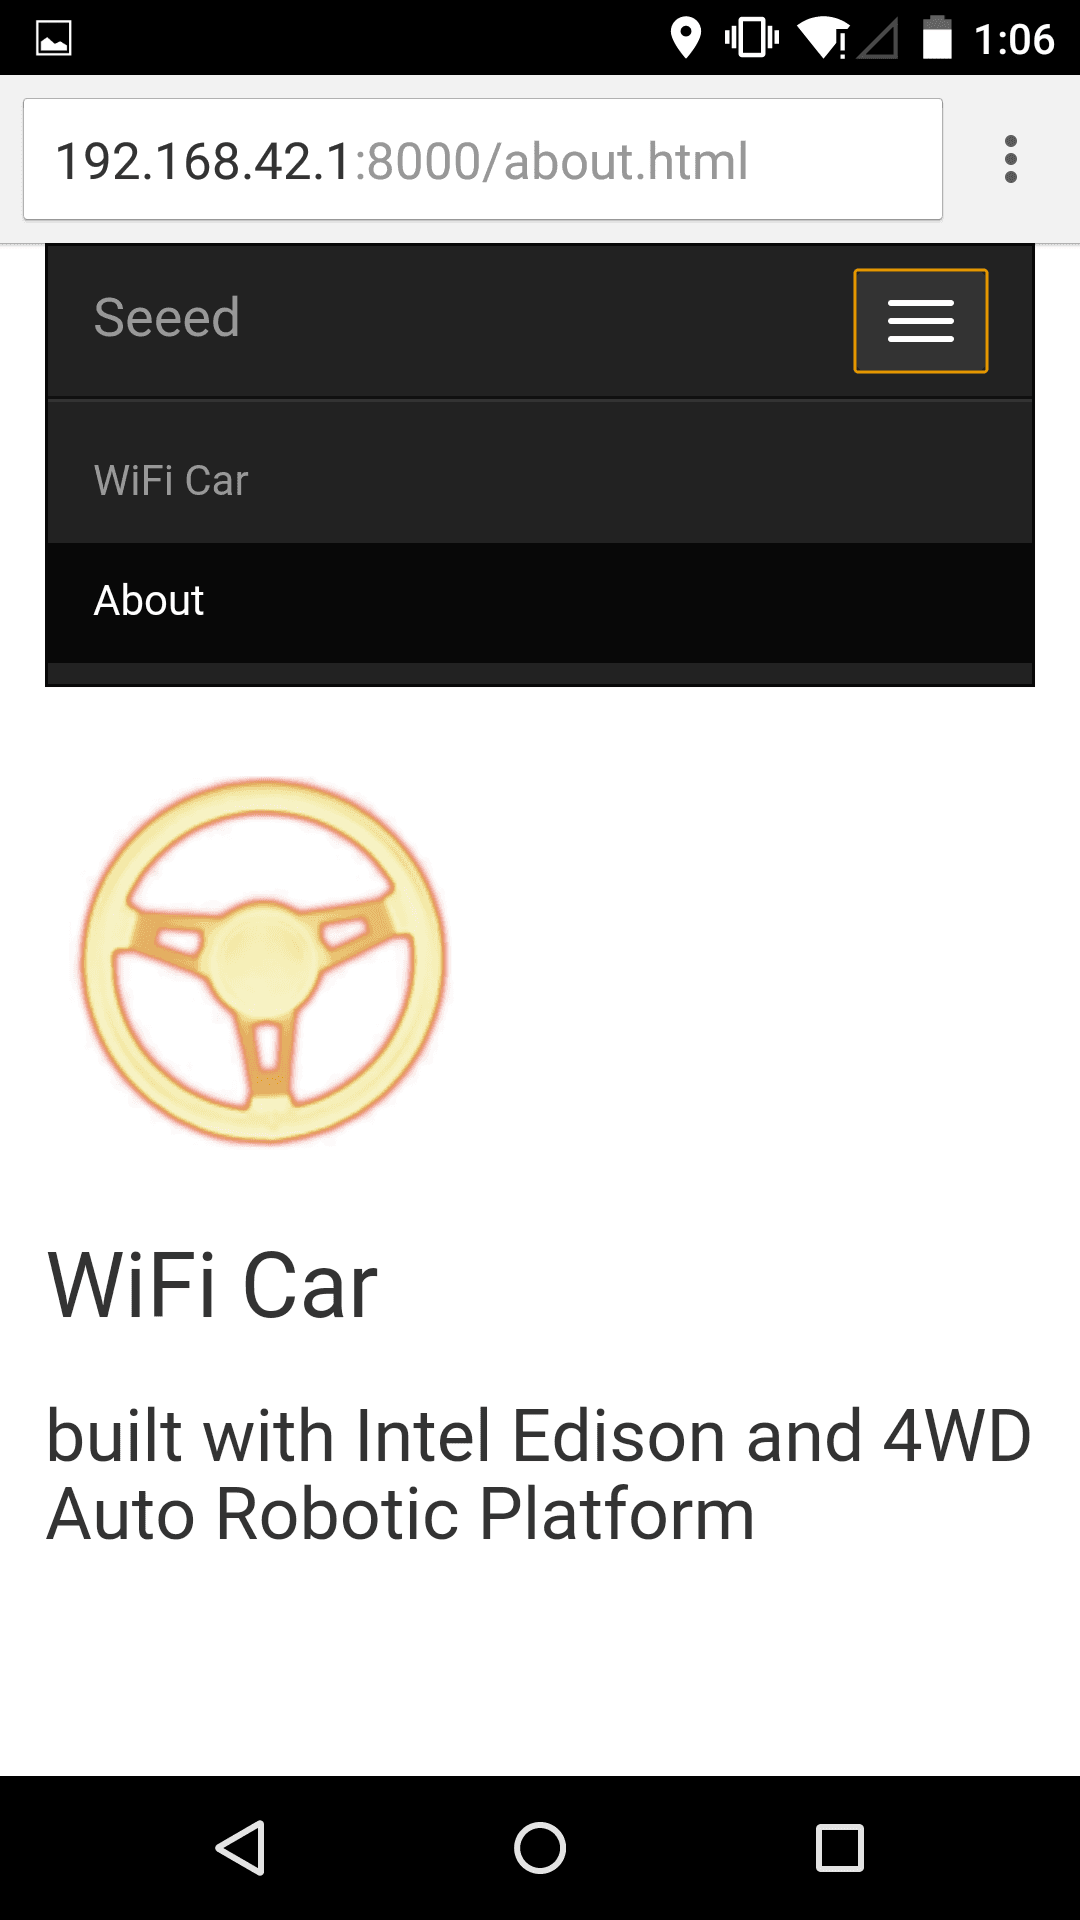 1:06
192.168.42.1:8000/about.html
Seeed
WiFi Car
About
WiFi Car
built with Intel Edison and 4WD
Auto Robotic Platform